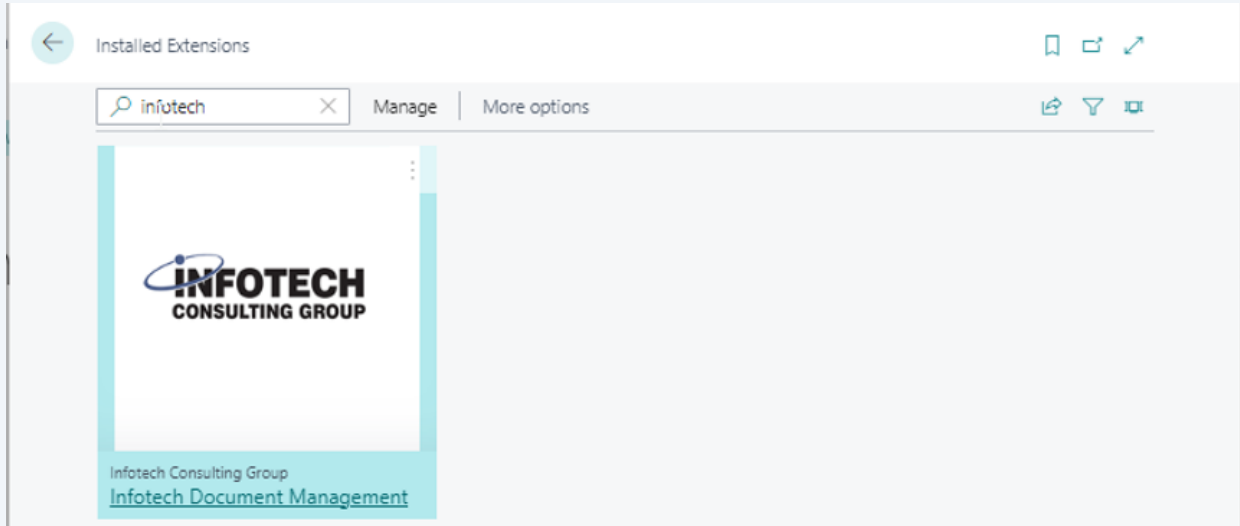 Installed Extensions
infotech
Manage
More options
INFOTECH
CONSULTING GROUP
Infotech Consulting Group
Infotech Document Management